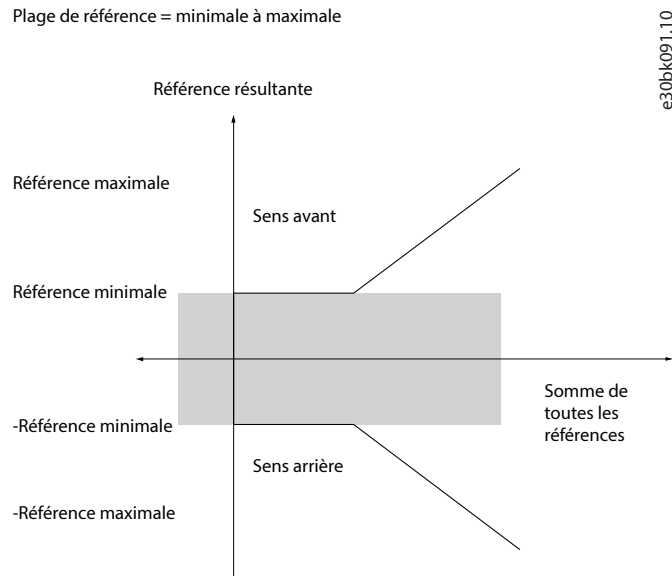 Plage de référence = minimale à maximale
e30bk091.10
Référence résultante
Référence maximale
Sens avant
Référence minimale
Somme de
toutes les
références
-Référence minimale
Sens arrière
-Référence maximale